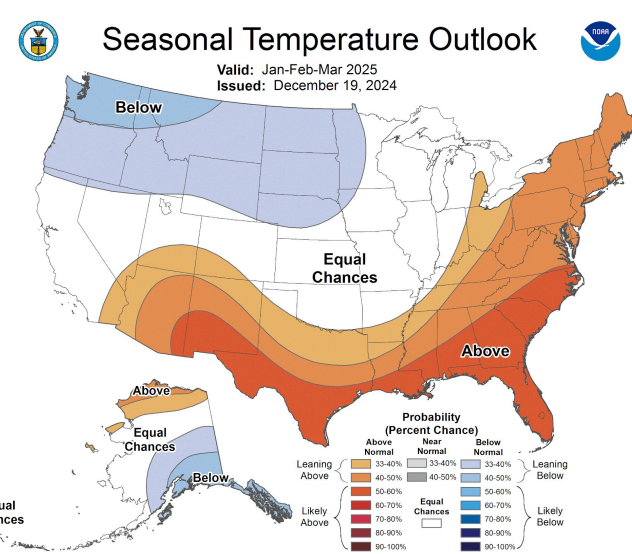 Seasonal Temperature Outlook
NOAA
Valid: Jan-Feb-Mar 2025
Issued: December 19, 2024
Below
Equal
Chances
Above
Above
Equal
Chances
Below
ual
nces
Probability
(Percent Chance)
Above
Normal
Near
Normal
Below
Normal
Leaning
Above
33-40%
40-50%
33-40%
40-50%
33-40%
40-50%
Leaning
Below
Likely
Above
50-60%
60-70%
70-80%
80-90%
90-100%
Equal
Chances
50-60%
60-70%
70-80%
80-90%
90-100%
Likely
Below